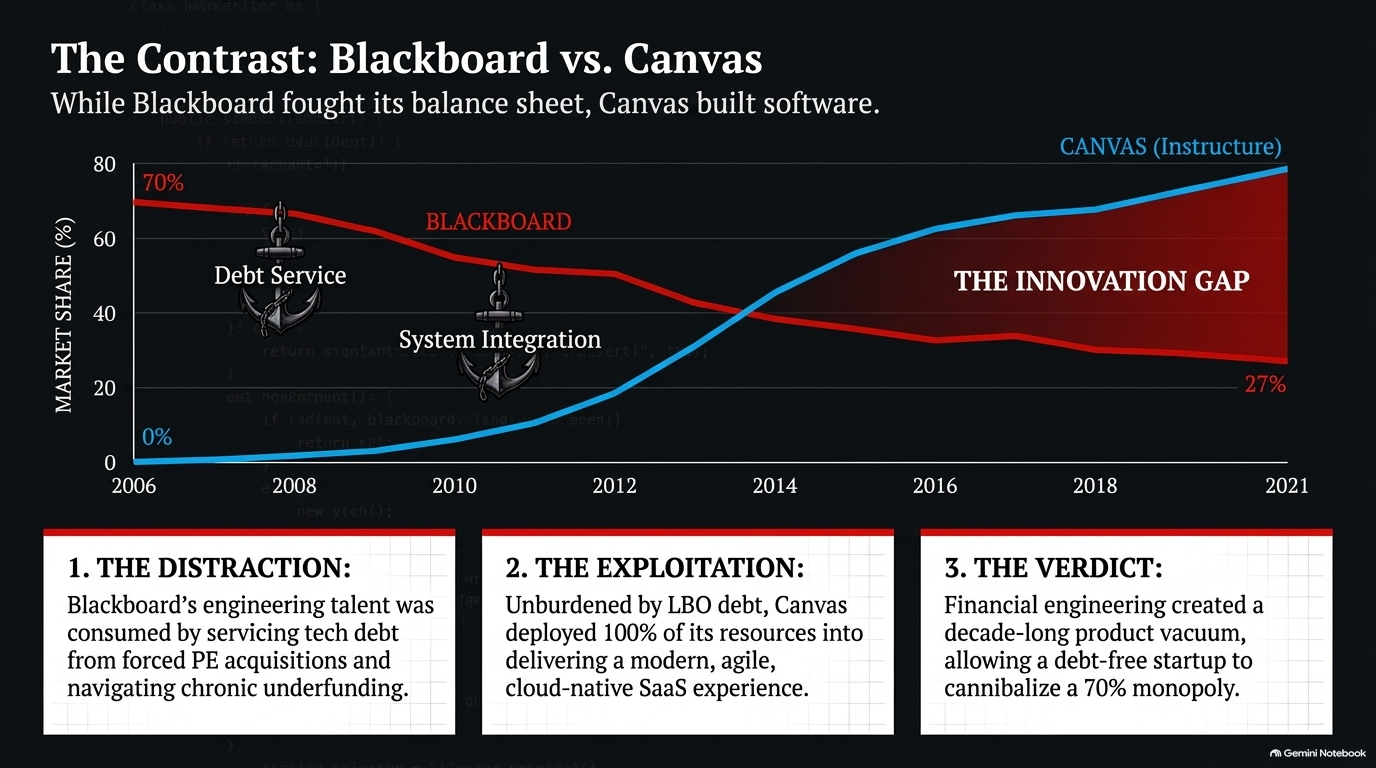 The Contrast: Blackboard vs. Canvas
While Blackboard fought its balance sheet, Canvas built software.
CANVAS (Instructure)
MARKET SHARE (%)
80
60
40
20
0
70%
BLACKBOARD
Debt Service
System Integration
THE INNOVATION GAP
27%
0%
2006
2008
2010
2012
2014
2016
2018
2021
1. THE DISTRACTION:
Blackboard’s engineering talent was
consumed by servicing tech debt
from forced PE acquisitions and
navigating chronic underfunding.
2. THE EXPLOITATION:
Unburdened by LBO debt, Canvas
deployed 100% of its resources into
delivering a modern, agile,
cloud-native SaaS experience.
3. THE VERDICT:
Financial engineering created a
decade-long product vacuum,
allowing a debt-free startup to
cannibalize a 70% monopoly.
Gemini Notebook